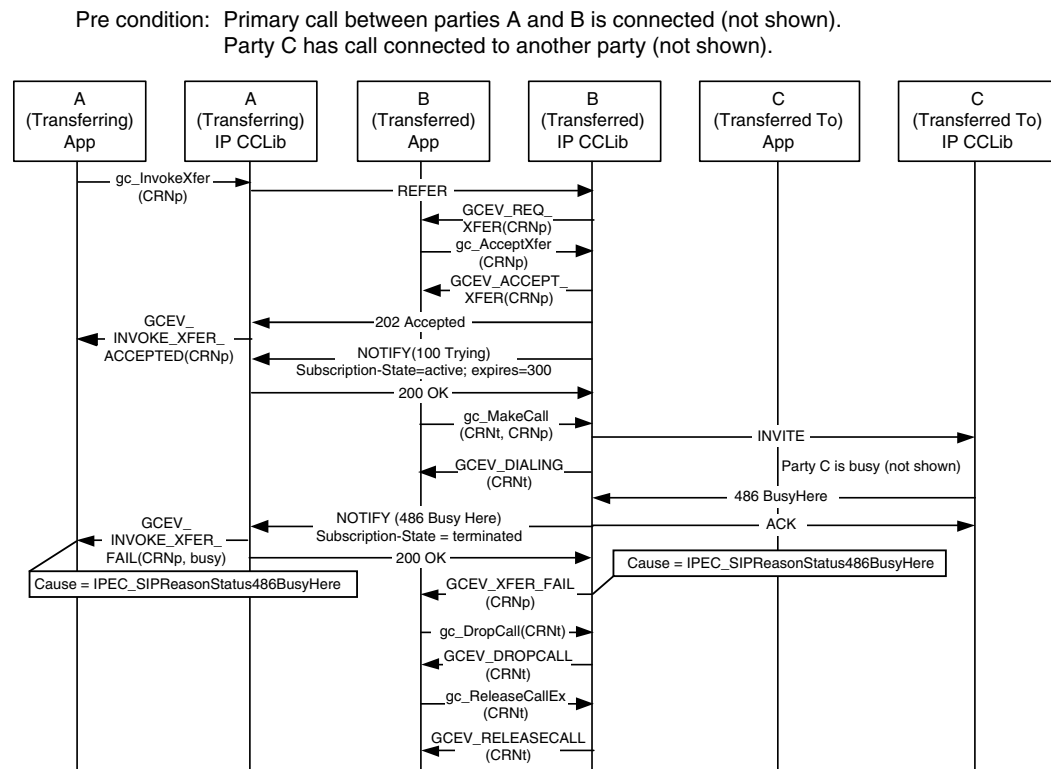 Pre condition: Primary call between parties A and B is connected (not shown).
Party C has call connected to another party (not shown).
A
(Transferring)
App
A
(Transferring)
IP CCLib
B
(Transferred)
App
B
(Transferred)
IP CCLib
C
(Transferred To)
App
C
(Transferred To)
IP CCLib
gc_InvokeXfer
(CRNp)
REFER
GCEV_REQ_
XFER(CRNp)
gc_AcceptXfer
(CRNp)
GCEV_ACCEPT_
XFER(CRNp)
202 Accepted
GCEV_
INVOKE_XFER_
ACCEPTED(CRNp)
NOTIFY(100 Trying)
Subscription-State=active; expires=300
200 OK
gc_MakeCall
(CRNt, CRNp)
INVITE
GCEV_DIALING
(CRNt)
Party C is busy (not shown)
486 BusyHere
NOTIFY (486 Busy Here)
Subscription-State = terminated
ACK
GCEV_
INVOKE_XFER_
FAIL(CRNp, busy)
200 OK
Cause = IPEC_SIPReasonStatus486BusyHere
Cause = IPEC_SIPReasonStatus486BusyHere
GCEV_XFER_FAIL
(CRNp)
gc_DropCall(CRNt)
GCEV_DROPCALL
(CRNt)
gc_ReleaseCallEx
(CRNt)
GCEV_RELEASECALL
(CRNt)